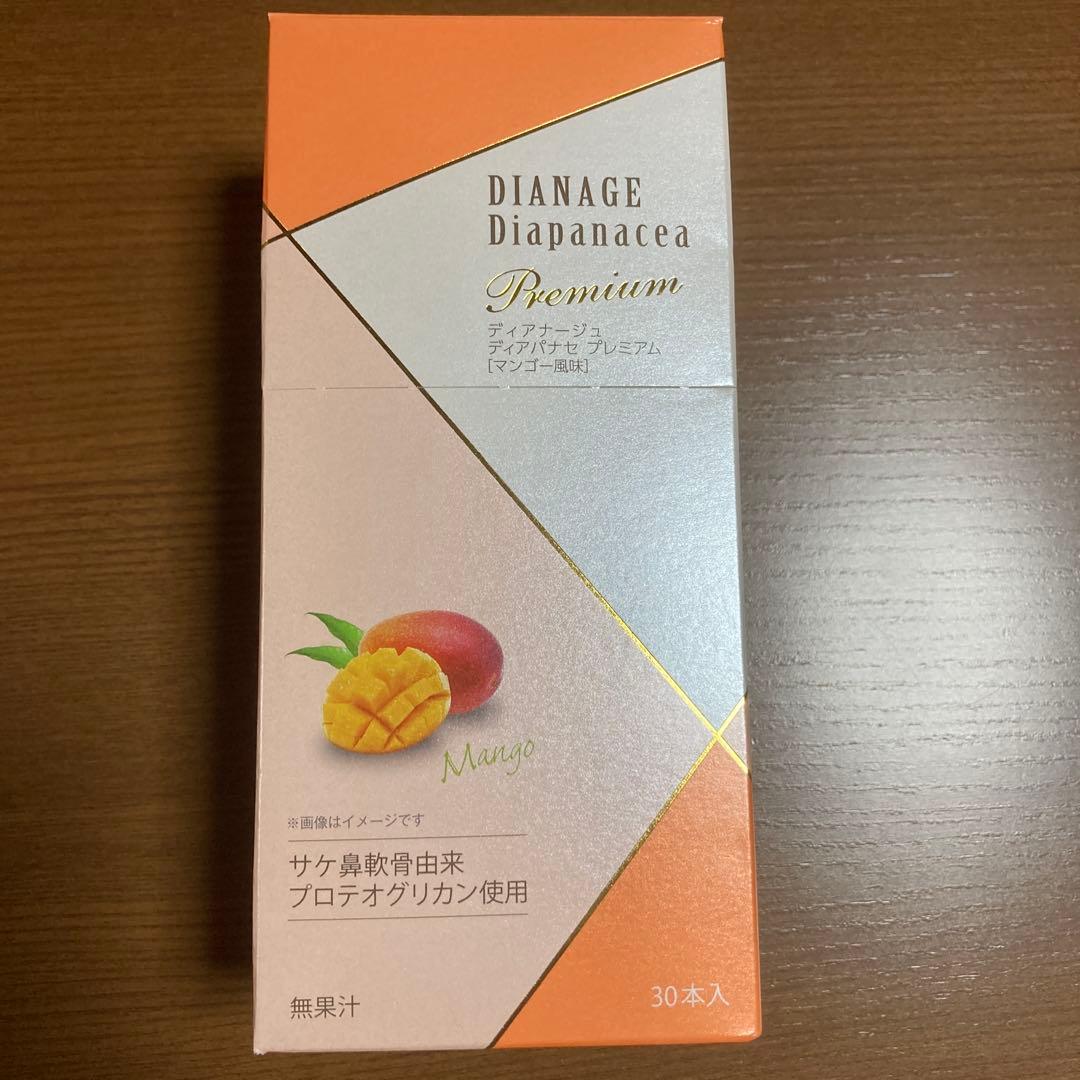 DIANAGE
Diapanacea
Premium
ディアナージュ
ディアパナセ プレミアム
[マンゴー風味]
Mango
※画像はイメージです
サケ鼻軟骨由来
プロテオグリカン使用
無果汁
30本入